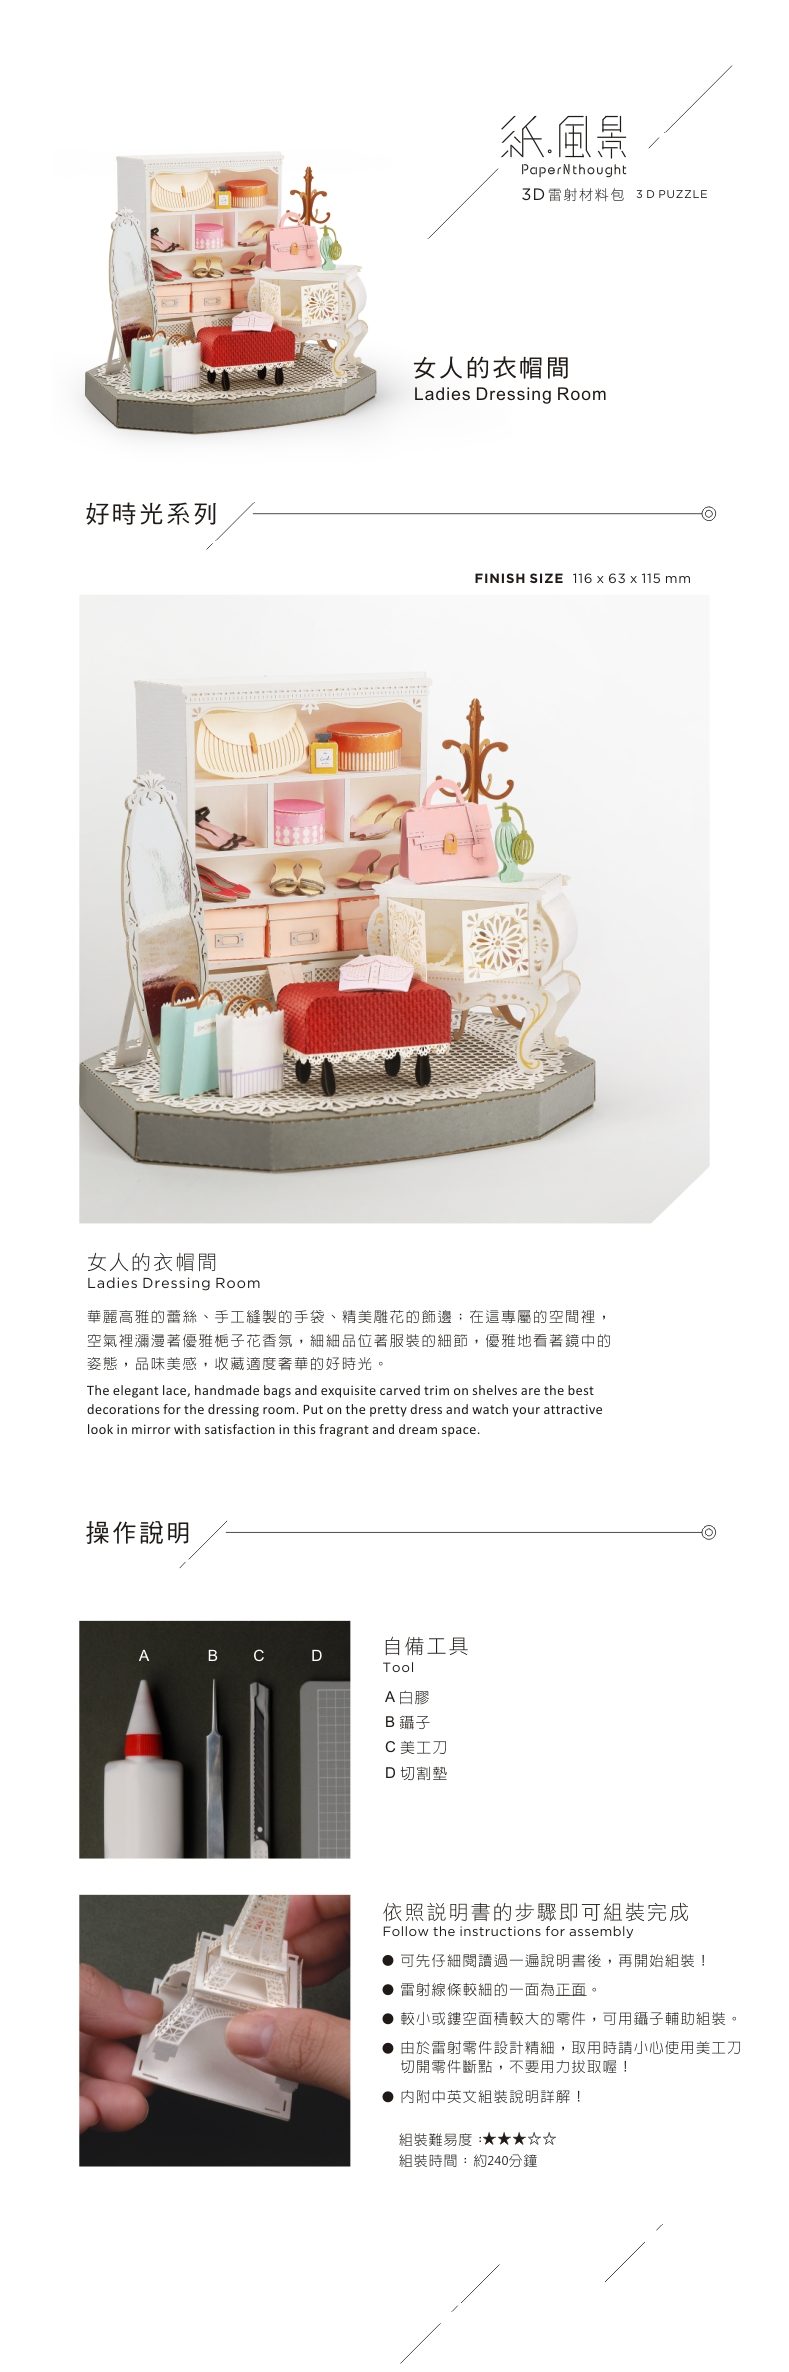 紙.風景
PaperNthought
3D雷射材料包 3 D PUZZLE
女人的衣帽間
Ladies Dressing Room
好時光系列
FINISH SIZE 116 x 63 x 115 mm
女人的衣帽間
Ladies Dressing Room
華麗高雅的蕾絲、手工縫製的手袋、精美雕花的飾邊；在這專屬的空間裡，
空氣裡瀰漫著優雅梔子花香氛，細細品位著服裝的細節，優雅地看著鏡中的
姿態，品味美感，收藏適度奢華的好時光。
The elegant lace, handmade bags and exquisite carved trim on shelves are the best
decorations for the dressing room. Put on the pretty dress and watch your attractive
look in mirror with satisfaction in this fragrant and dream space.
操作說明
A B C D
自備工具
Tool
A 白膠
B 鑷子
C 美工刀
D 切割墊
依照說明書的步驟即可組裝完成
Follow the instructions for assembly
● 可先仔細閱讀過一遍說明書後，再開始組裝！
● 雷射線條較細的一面為正面。
● 較小或鏤空面積較大的零件，可用鑷子輔助組裝。
● 由於雷射零件設計精細，取用時請小心使用美工刀
切開零件斷點，不要用力拔取喔！
● 內附中英文組裝說明詳解！
組裝難易度：★★★☆☆
組裝時間：約240分鐘